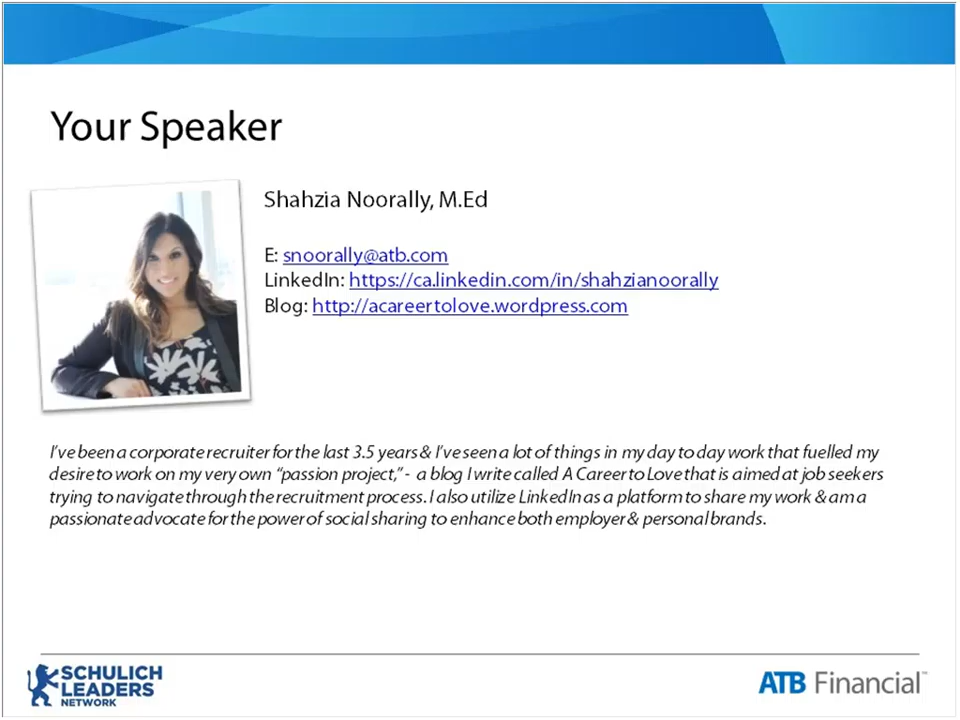 Your Speaker
Shahzia Noorally, M.Ed
E: snoorally@atb.com
LinkedIn: https://ca.linkedin.com/in/shahzianoorally
Blog: http://acareertolove.wordpress.com
I've been a corporate recruiter for the last 3.5 years & I've seen a lot of things in my day to day work that fuelled my
desire to work on my very own “passion project,” - a blog I write called A Career to Love that is aimed at job seekers
trying to navigate through the recruitment process. I also utilize LinkedIn as a platform to share my work & am a
passionate advocate for the power of social sharing to enhance both employer & personal brands.
SCHULICH
LEADERS
NETWORK
ATB Financial™